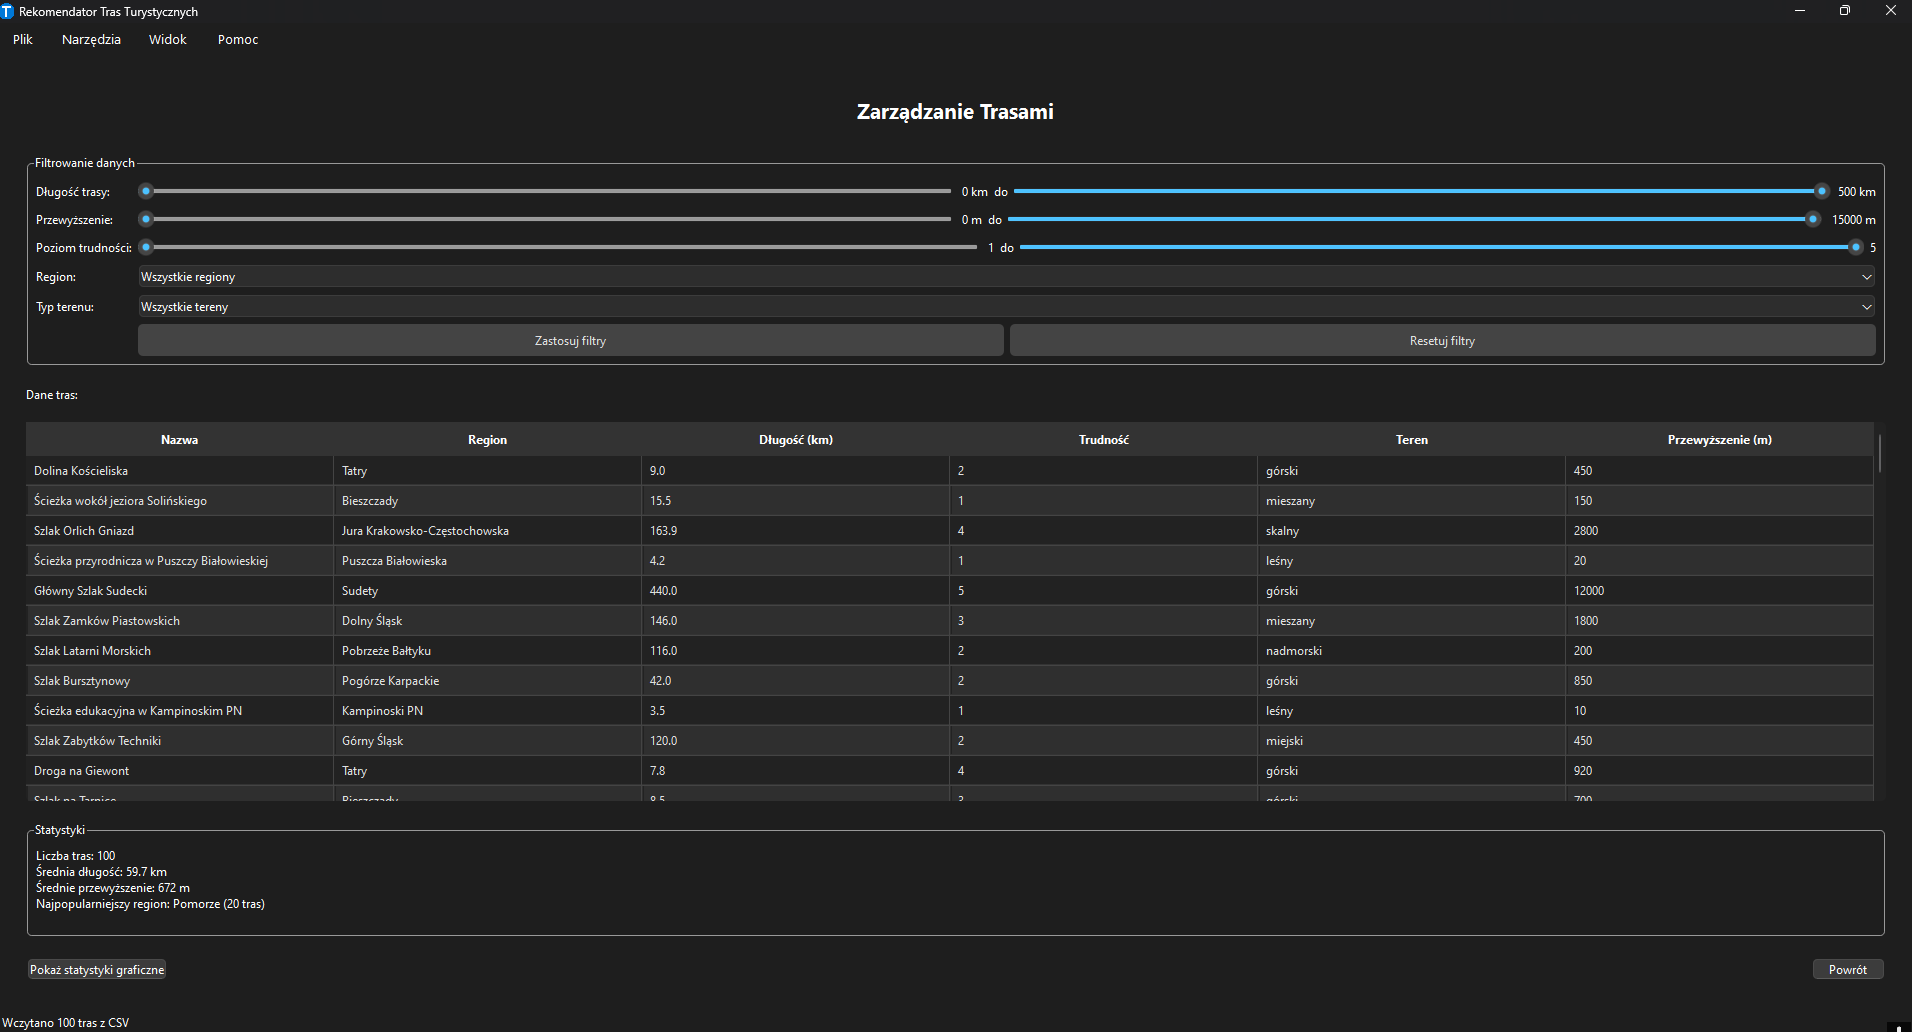 Rekomendator Tras Turystycznych
Plik Narzędzia Widok Pomoc
Zarządzanie Trasami
Filtrowanie danych
Długość trasy: 0 km do 500 km
Przewyższenie: 0 m do 15000 m
Poziom trudności: 1 do 5
Region: Wszystkie regiony
Typ terenu: Wszystkie tereny
Zastosuj filtry Resetuj filtry
Dane tras:
Nazwa Region Długość (km) Trudność Teren Przewyższenie (m)
Dolina Kościeliska Tatry 9.0 2 górski 450
Ścieżka wokół jeziora Solińskiego Bieszczady 15.5 1 mieszany 150
Szlak Orlich Gniazd Jura Krakowsko-Częstochowska 163.9 4 skalny 2800
Ścieżka przyrodnicza w Puszczy Białowieskiej Puszcza Białowieska 4.2 1 leśny 20
Główny Szlak Sudecki Sudety 440.0 5 górski 12000
Szlak Zamków Piastowskich Dolny Śląsk 146.0 3 mieszany 1800
Szlak Latarni Morskich Pobrzeże Bałtyku 116.0 2 nadmorski 200
Szlak Bursztynowy Pogórze Karpackie 42.0 2 górski 850
Ścieżka edukacyjna w Kampinoskim PN Kampinoski PN 3.5 1 leśny 10
Szlak Zabytków Techniki Górny Śląsk 120.0 2 miejski 450
Droga na Giewont Tatry 7.8 4 górski 920
Szlak na Tarnicę Bieszczady 8.5 3 górski 700
Statystyki
Liczba tras: 100
Średnia długość: 59.7 km
Średnie przewyższenie: 672 m
Najpopularniejszy region: Pomorze (20 tras)
Pokaż statystyki graficzne Powrót
Wczytano 100 tras z CSV